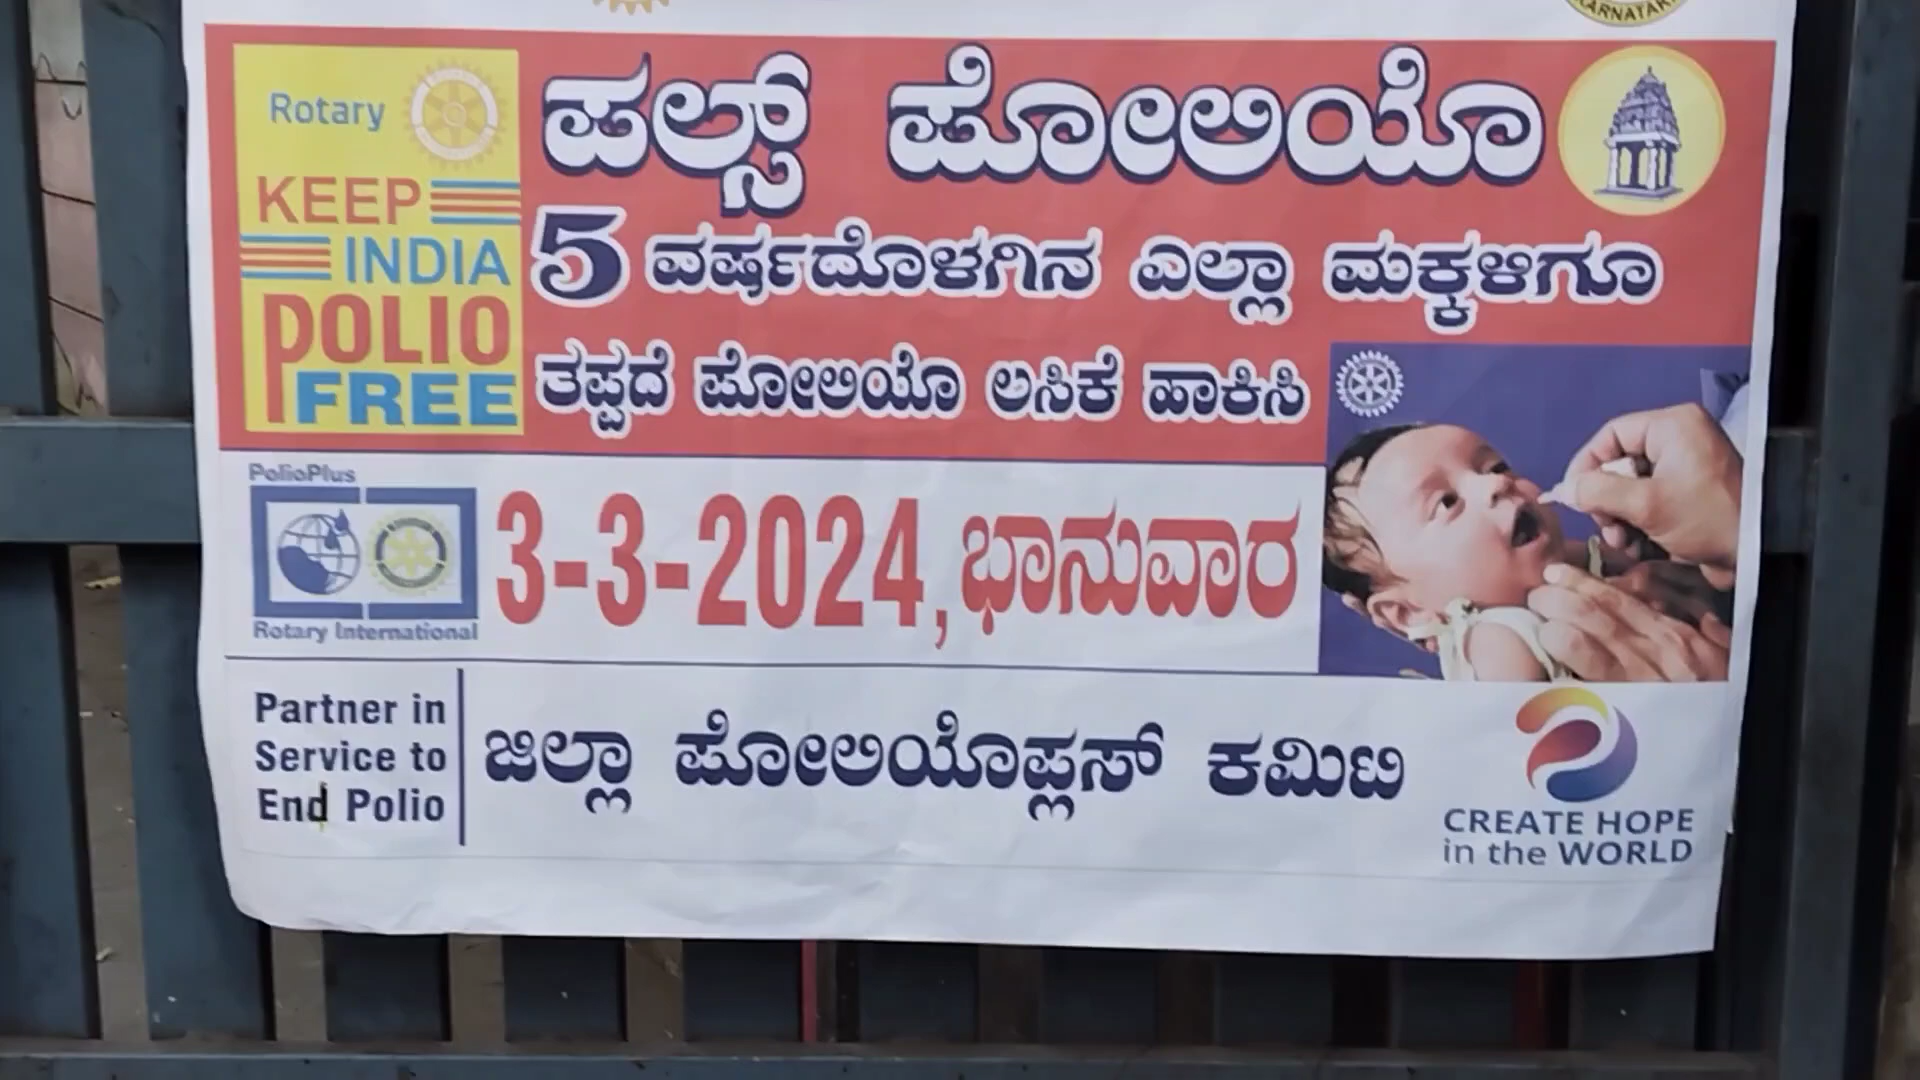 KARNATAKA
Rotary
KEEP
INDIA
POLIO
FREE
ಪಲ್ಸ್ ಪೋಲಿಯೊ
5 ವರ್ಷದೊಳಗಿನ ಎಲ್ಲಾ ಮಕ್ಕಳಿಗೂ
ತಪ್ಪದೆ ಪೋಲಿಯೊ ಲಸಿಕೆ ಹಾಕಿಸಿ
PolioPlus
Rotary International
3-3-2024, ಭಾನುವಾರ
Partner in
Service to
End Polio
ಜಿಲ್ಲಾ ಪೋಲಿಯೊಪ್ಲಸ್ ಕಮಿಟಿ
CREATE HOPE
in the WORLD